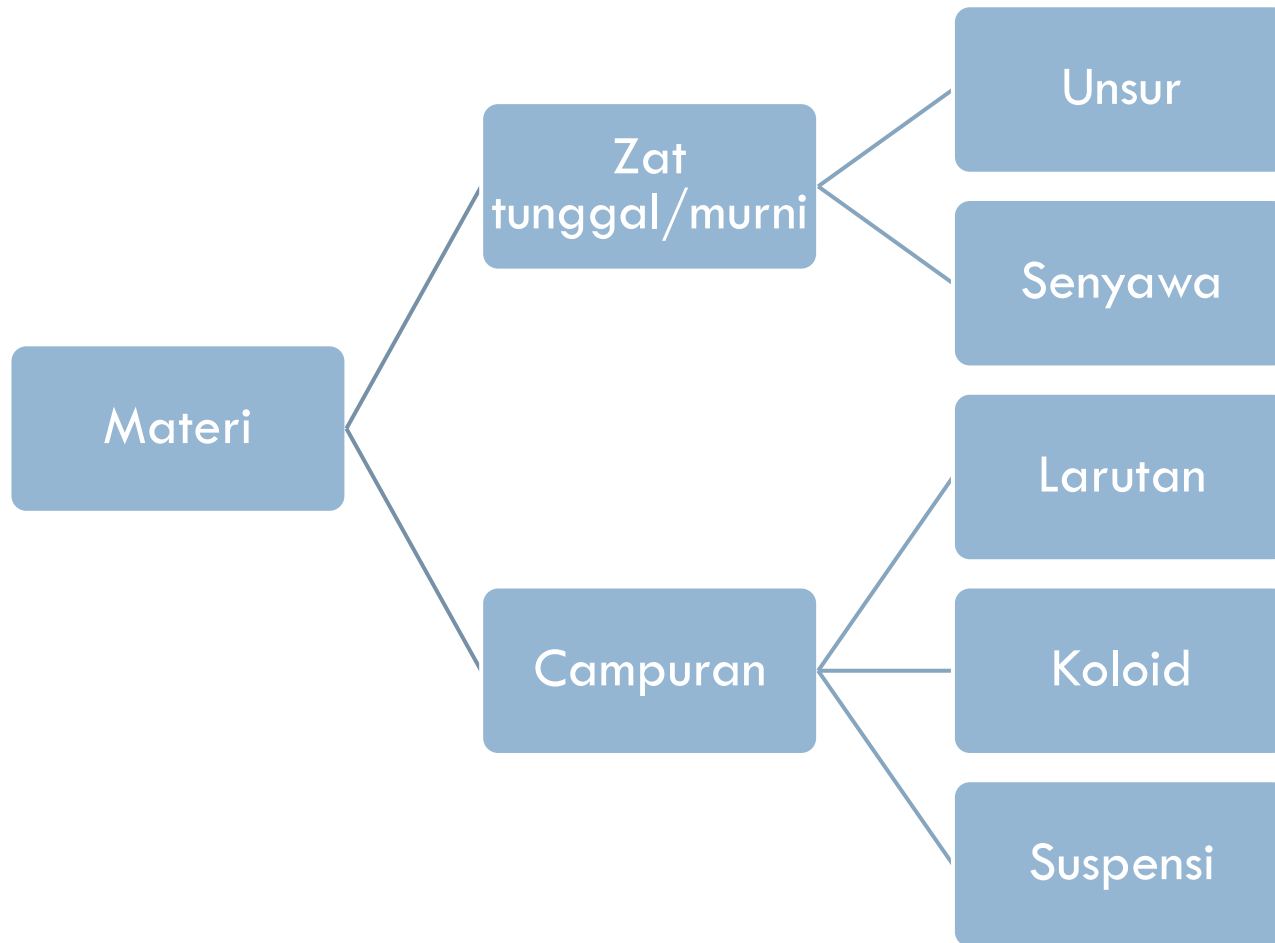 Materi
Zat
tunggal/murni
Unsur
Senyawa
Campuran
Larutan
Koloid
Suspensi